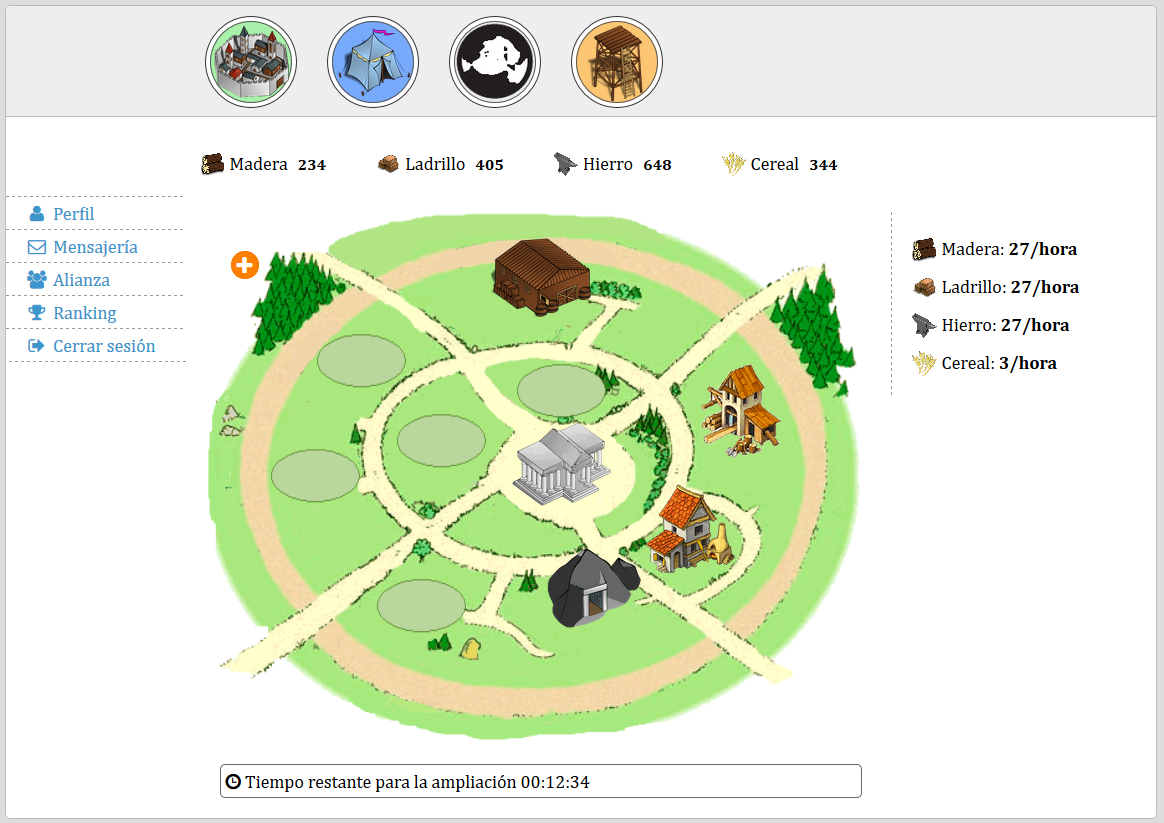 Madera 234 Ladrillo 405 Hierro 648 Cereal 344
Perfil
Mensajería
Alianza
Ranking
Cerrar sesión
Madera: 27/hora
Ladrillo: 27/hora
Hierro: 27/hora
Cereal: 3/hora
Tiempo restante para la ampliación 00:12:34